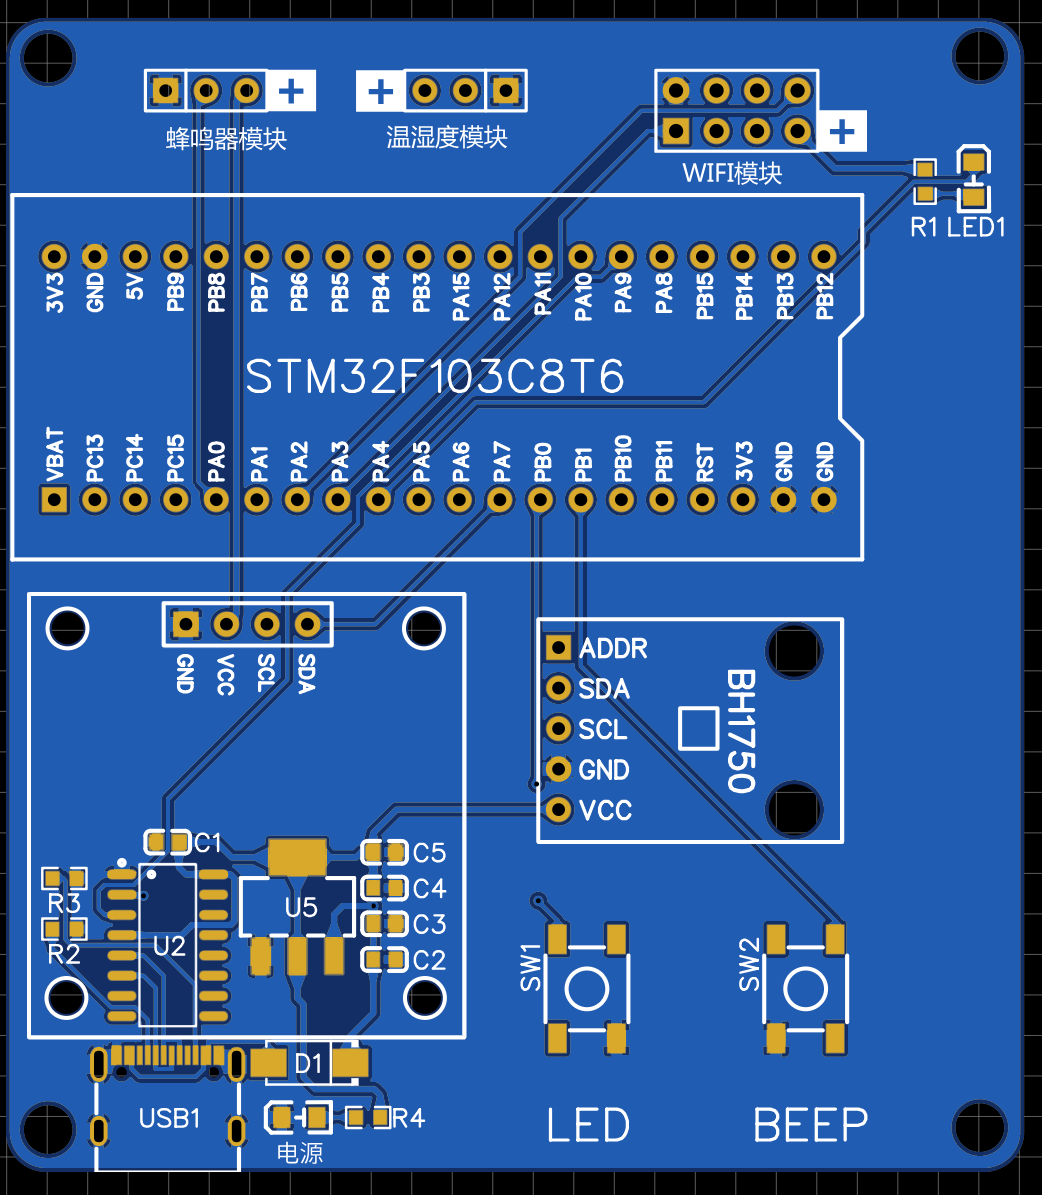 + +
蜂鸣器模块 温湿度模块 +
WIFI模块
R1 LED1
3V3 GND 5V PB9 PB8 PB7 PB6 PB5 PB4 PB3 PA15 PA12 PA11 PA10 PA9 PA8 PB15 PB14 PB13 PB12
STM32F103C8T6
VBAT PC13 PC14 PC15 PA0 PA1 PA2 PA3 PA4 PA5 PA6 PA7 PB0 PB1 PB10 PB11 RST 3V3 GND GND
GND VCC SCL SDA
ADDR
SDA
SCL
GND
VCC
BH1750
C1
C5
C4
C3
C2
R3
R2
U2
U5
SW1
SW2
D1
USB1
R4
电源
LED
BEEP